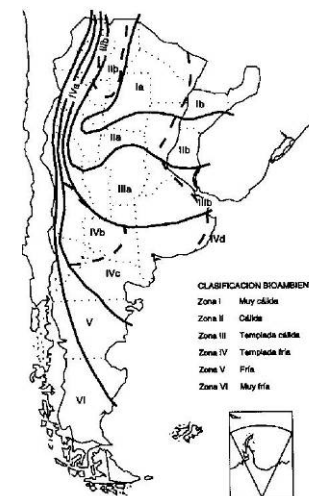 IIIb
IVa
IIb
Ia
Ib
IIa
IIb
IIIa
IIIb
IVb
IVd
IVc
V
VI
CLASIFICACION BIOAMBIEN
Zona I Muy cálida
Zona II Cálida
Zona III Templada cálida
Zona IV Templada fría
Zona V Fría
Zona VI Muy fría